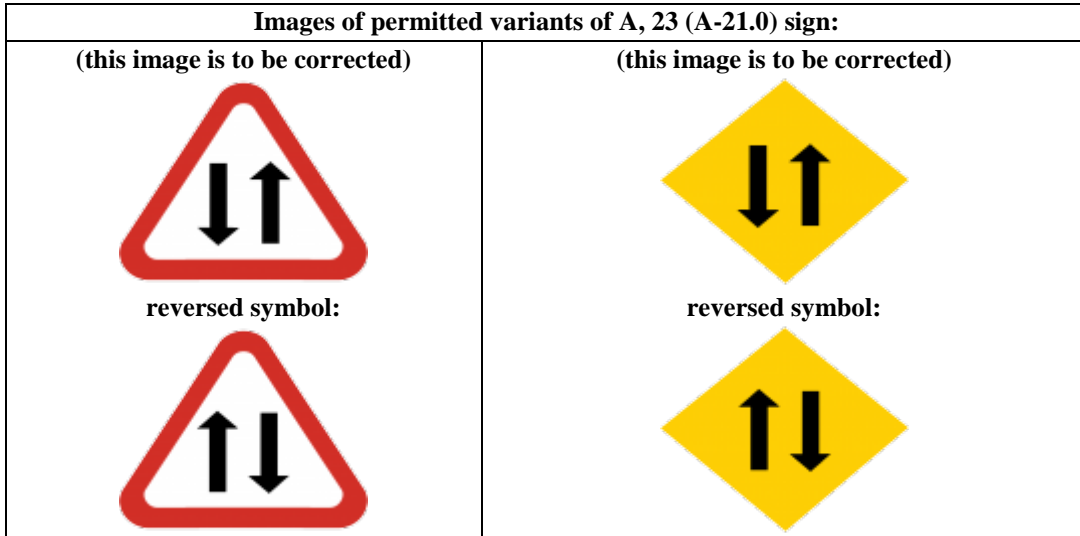 Images of permitted variants of A, 23 (A-21.0) sign:
(this image is to be corrected)
(this image is to be corrected)
reversed symbol:
reversed symbol: